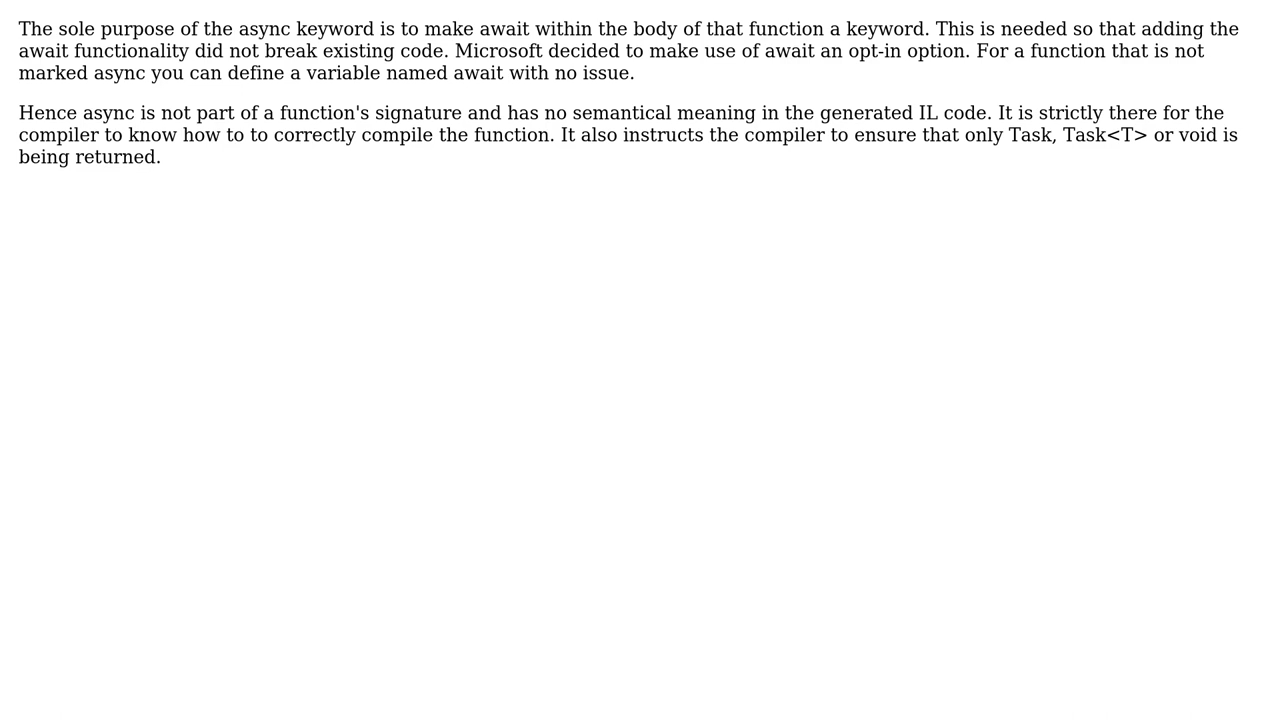 The sole purpose of the async keyword is to make await within the body of that function a keyword. This is needed so that adding the
await functionality did not break existing code. Microsoft decided to make use of await an opt-in option. For a function that is not
marked async you can define a variable named await with no issue.
Hence async is not part of a function's signature and has no semantical meaning in the generated IL code. It is strictly there for the
compiler to know how to to correctly compile the function. It also instructs the compiler to ensure that only Task, Task<T> or void is
being returned.